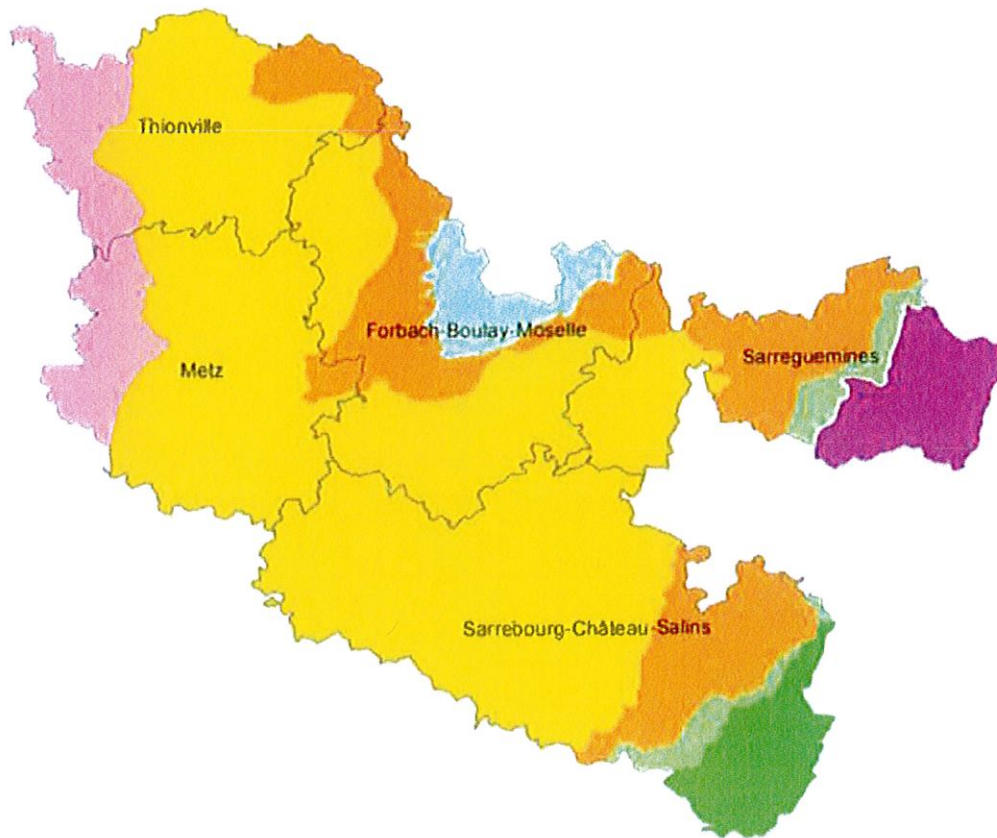 Thionville
Forbach-Boulay-Moselle
Sarreguemines
Metz
Sarrebourg-Château-Salins